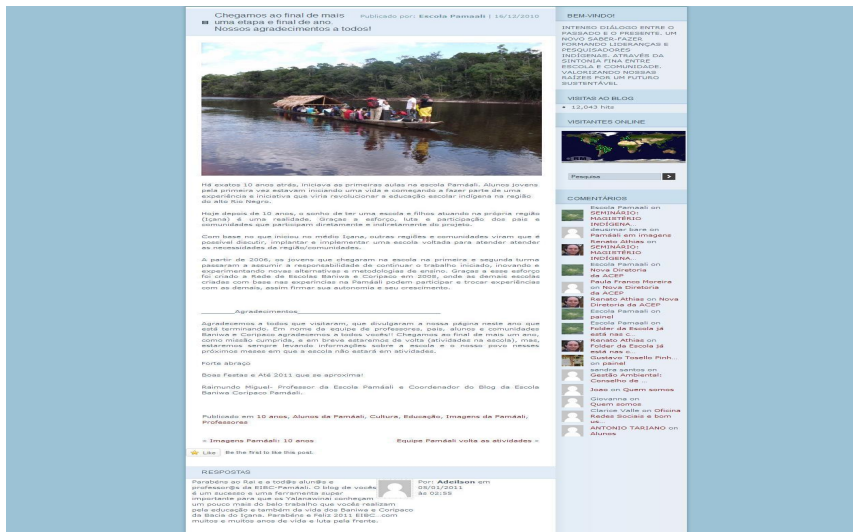 Chegamos ao final de mais
uma etapa e final de ano.
Nossos agradecimentos a todos!
Publicado por: Escola Pamaali | 16/12/2010
Há exatos 10 anos atrás, iniciava as primeiras aulas na escola Pamáali. Alunos jovens
pela primeira vez estavam iniciando uma vida e começando a fazer parte de uma
experiência e iniciativa que viria revolucionar a educação escolar indígena na região
do alto Rio Negro.
Hoje depois de 10 anos, o sonho de ter uma escola e filhos atuando na própria região
(Içana) é uma realidade. Graças a esforço, luta e participação dos pais e
comunidades que participam diretamente e indiretamente do projeto.
Com base no que iniciou no médio Içana, outras regiões e comunidades viram que é
possível discutir, implantar e implementar uma escola voltada para atender atender
as necessidades da região/comunidades.
A partir de 2006, os jovens que chegaram na escola na primeira e segunda turma
passaram a assumir a responsabilidade de continuar o trabalho iniciado, inovando e
experimentando novas alternativas e metodologias de ensino. Graças a esse esforço
foi criado a Rede de Escolas Baniwa e Coripaco em 2008, onde as demais escolas
criadas com base nas experincias na Pamáali podem participar e trocar experiências
com as demais, assim firmar sua autonomia e seu crescimento.
Agradecimentos
Agradecemos a todos que visitaram, que divulgaram a nossa página neste ano que
está terminando. Em nome da equipe de professores, pais, alunos e comunidades
Baniwa e Coripaco agradecemos a todos vocês!! Chegamos ao final de mais um ano,
como missão cumprida, e em breve estaremos de volta (atividades na escola), mas,
estaremos sempre levando informações sobre a escola e o nosso povo nesses
próximos meses em que a escola não estará em atividades.
Forte abraço
Boas Festas e Até 2011 que se aproxima!
Raimundo Miguel- Professor da Escola Pamáali e Coordenador do Blog da Escola
Baniwa Coripaco Pamáali.
Publicado em 10 anos, Alunos da Pamáali, Cultura, Educação, Imagens da Pamáali,
Professores
« Imagens Pamáali: 10 anos
Equipe Pamáali volta as atividades »
Like
Be the first to like this post.
RESPOSTAS
Parabéns ao Rai e a tod@s alun@s e
professor@s da EIBC-Pamáali. O blog de vocês
é um sucesso e uma ferramenta super
importante para que os Yalanawinai conheçam
um pouco mais do belo trabalho que vocês realizam
pela educação e também da vida dos Baniwa e Coripaco
da Bacia do Içana. Parabéns e Feliz 2011 EIBC..com
muitos e muitos anos de vida e luta pela frente.
Por: Adeilson em
05/01/2011
às 02:55
BEM-VINDO!
INTENSO DIÁLOGO ENTRE O
PASSADO E O PRESENTE. UM
NOVO SABER-FAZER
FORMANDO LIDERANÇAS E
PESQUISADORES
INDÍGENAS. ATRAVÉS DA
SINTONIA FINA ENTRE
ESCOLA E COMUNIDADE.
VALORIZANDO NOSSAS
RAÍZES POR UM FUTURO
SUSTENTÁVEL
VISITAS AO BLOG
12,043 hits
VISITANTES ONLINE
Pesquisa
COMENTÁRIOS
Escola Pamáali on
SEMINÁRIO:
MAGISTÉRIO
INDÍGENA...
deusimar bare on
Pamáali em imagens
Renato Athias on
SEMINÁRIO:
MAGISTÉRIO
INDÍGENA...
Escola Pamáali on
Nova Diretoria
da ACEP
Paula Franco Moreira
on Nova Diretoria
da ACEP
Renato Athias on Nova
Diretoria da ACEP
Escola Pamáali on
painel
Escola Pamáali on
Folder da Escola já
está nas c...
Renato Athias on
Folder da Escola já
está nas c...
Gustavo Tosello Pinh...
on painel
sandra santos on
Gestão Ambiental:
Conselho de ...
Joao on Quem somos
Giovanna on
Quem somos
Clarice Valle on Oficina
Redes Sociais e bom
us...
ANTONIO TARIANO on
Alunos